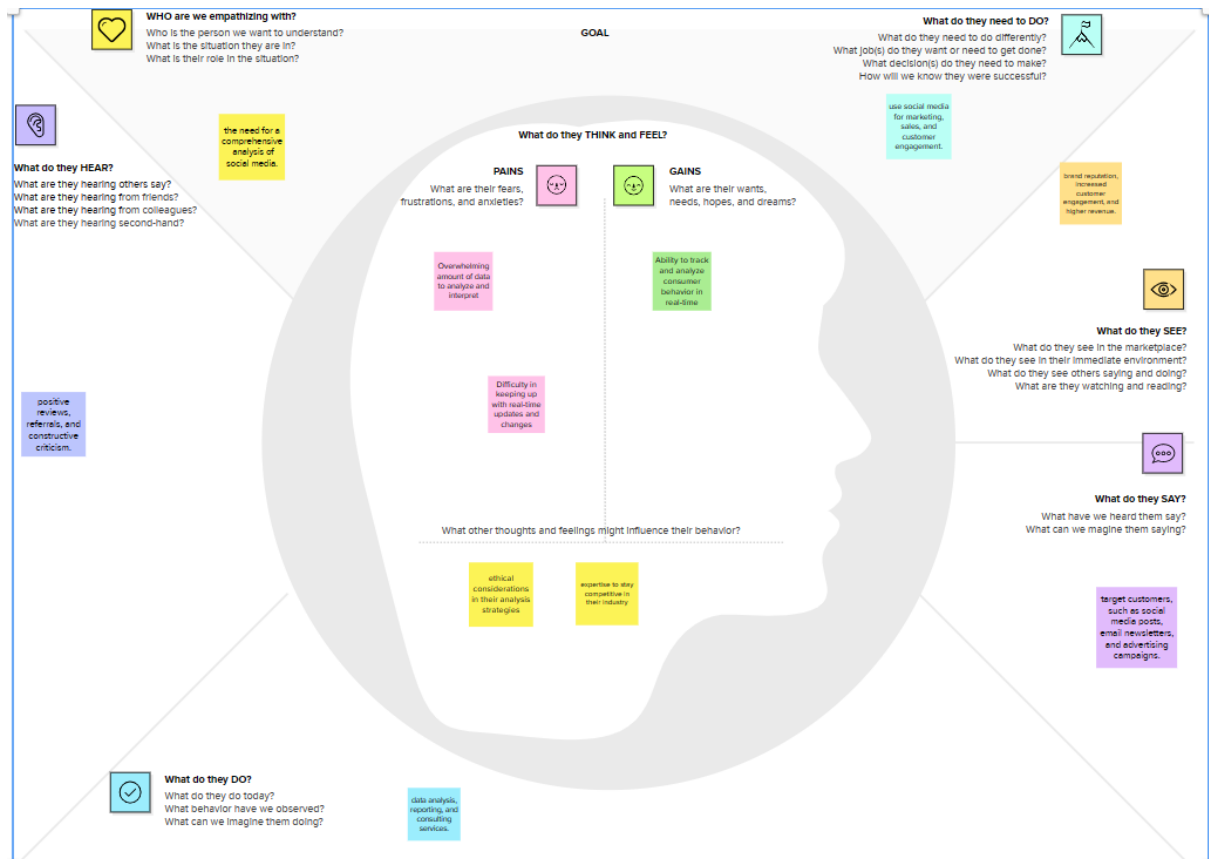 WHO are we empathizing with?
Who is the person we want to understand?
What is the situation they are in?
What is their role in the situation?
GOAL
What do they need to DO?
What do they need to do differently?
What job(s) do they want or need to get done?
What decision(s) do they need to make?
How will we know they were successful?
the need for a
comprehensive
analysis of
social media.
use social media
for marketing,
sales, and
customer
engagement.
What do they HEAR?
What are they hearing others say?
What are they hearing from friends?
What are they hearing from colleagues?
What are they hearing second-hand?
positive
reviews,
referrals, and
constructive
criticism.
What do they THINK and FEEL?
PAINS
What are their fears,
frustrations, and anxieties?
GAINS
What are their wants,
needs, hopes, and dreams?
Overwhelming
amount of data
to analyze and
interpret
Difficulty in
keeping up
with real-time
updates and
changes
Ability to track
and analyze
consumer
behavior in
real-time
What other thoughts and feelings might influence their behavior?
ethical
considerations
in their analysis
strategies
expertise to stay
competitive in
their industry
brand reputation,
increased
customer
engagement, and
higher revenue.
What do they SEE?
What do they see in the marketplace?
What do they see in their immediate environment?
What do they see others saying and doing?
What are they watching and reading?
What do they SAY?
What have we heard them say?
What can we magine them saying?
target customers,
such as social
media posts,
email newsletters,
and advertising
campaigns.
What do they DO?
What do they do today?
What behavior have we observed?
What can we imagine them doing?
data analysis,
reporting, and
consulting
services.